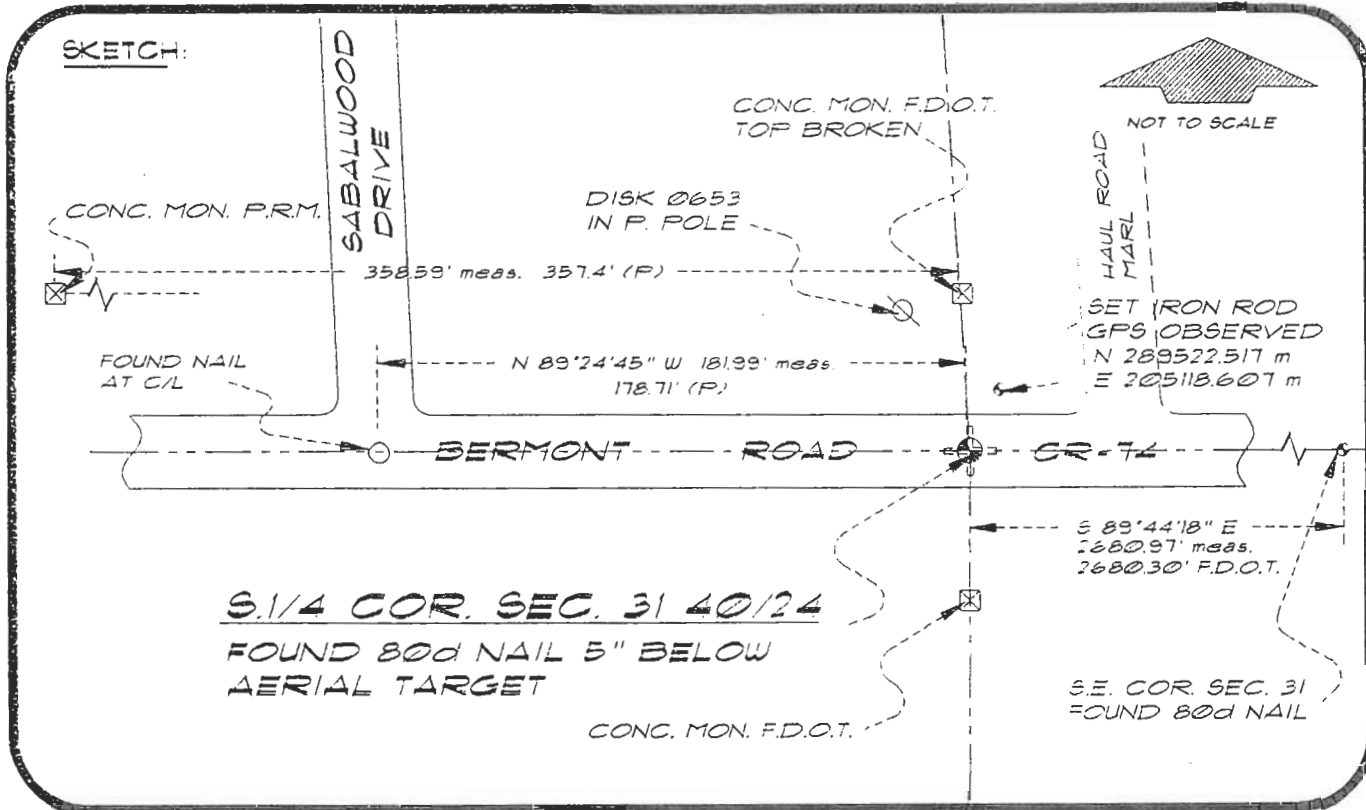 SKETCH:
SABALWOOD
DRIVE
CONC. MON. F.D.O.T.
TOP BROKEN
NOT TO SCALE
HAUL ROAD
MARL
CONC. MON. P.R.M.
DISK 0653
IN P. POLE
358.59' meas. 357.4' (P)
SET IRON ROD
GPS OBSERVED
N 289522.517 m
E 205118.607 m
FOUND NAIL
AT C/L
N 89°24'45" W 181.99' meas.
178.71' (P)
BERMONT ROAD CR-74
S 89°44'18" E
2680.97' meas.
2680.30' F.D.O.T.
S.1/4 COR. SEC. 31 40/24
FOUND 80d NAIL 5" BELOW
AERIAL TARGET
CONC. MON. F.D.O.T.
S.E. COR. SEC. 31
FOUND 80d NAIL